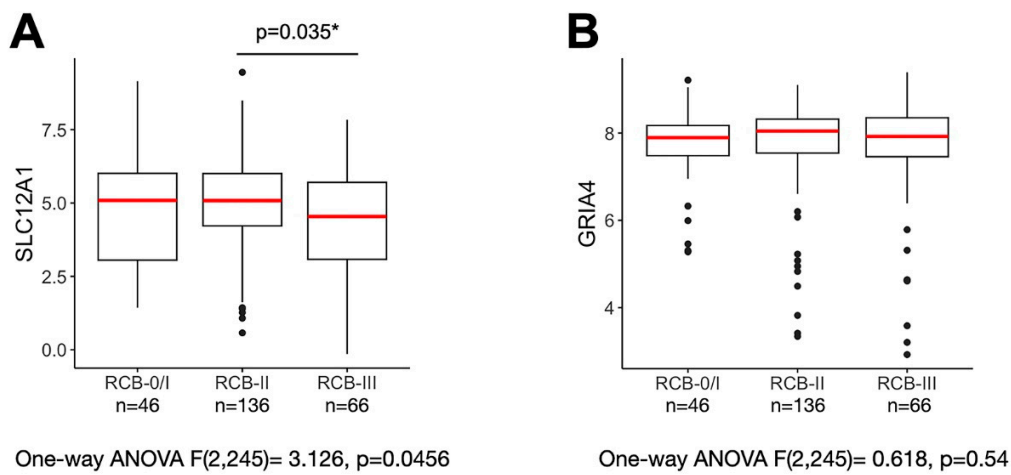 A
p=0.035*
SLC12A1
7.5
5.0
2.5
0.0
RCB-0/I RCB-II RCB-III
n=46 n=136 n=66
One-way ANOVA F(2,245)= 3.126, p=0.0456
B
GRIA4
8
6
4
RCB-0/I RCB-II RCB-III
n=46 n=136 n=66
One-way ANOVA F(2,245)= 0.618, p=0.54